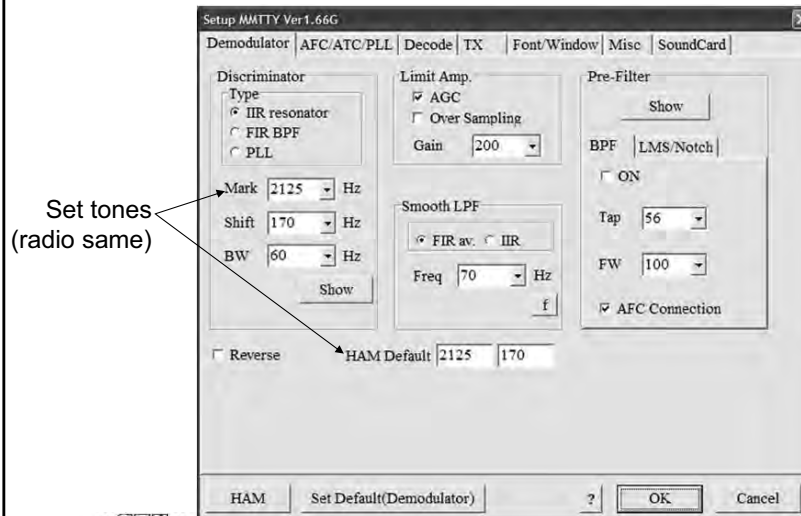 Setup MMTTY Ver1.66G
Demodulator AFC/ATC/PLL Decode TX Font/Window Misc SoundCard
Discriminator
Type
IIR resonator
FIR BPF
PLL
Mark 2125 Hz
Shift 170 Hz
BW 60 Hz
Show
Limit Amp.
AGC
Over Sampling
Gain 200
Smooth LPF
FIR av. IIR
Freq 70 Hz
f
Pre-Filter
Show
BPF LMS/Notch
ON
Tap 56
FW 100
AFC Connection
Set tones
(radio same)
Reverse HAM Default 2125 170
HAM Set Default(Demodulator) ? OK Cancel